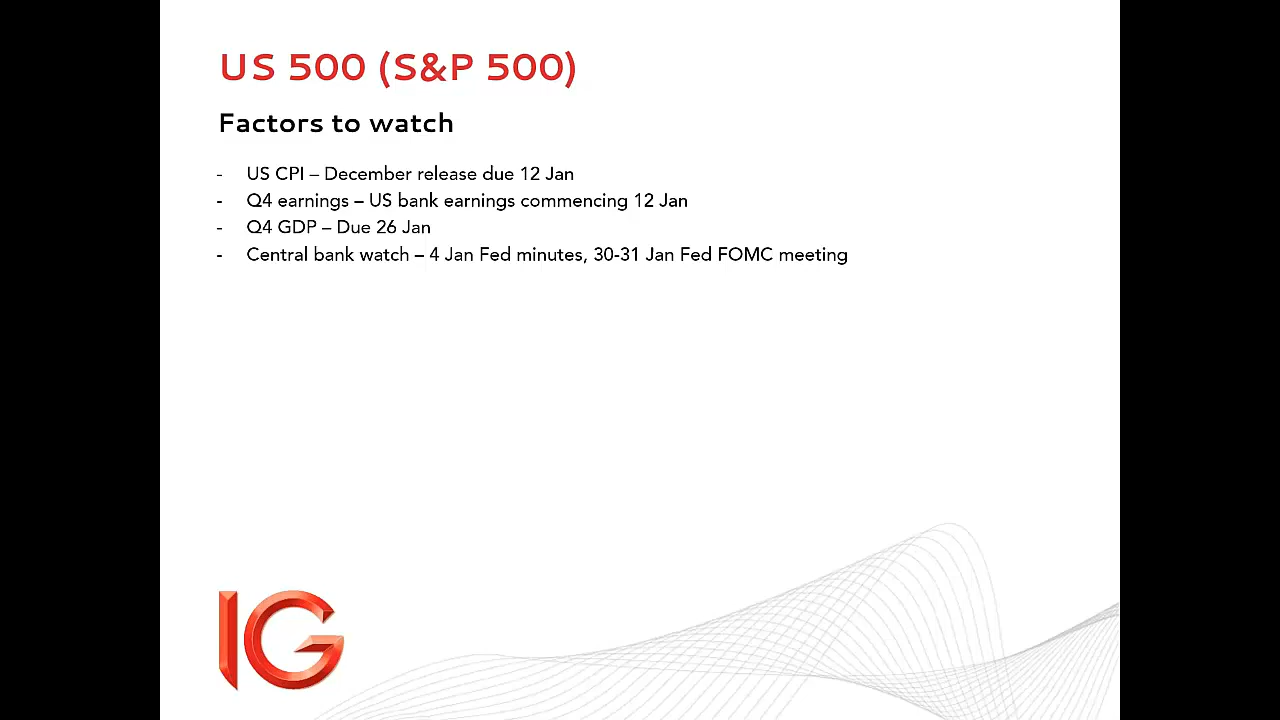 US 500 (S&P 500)
Factors to watch
- US CPI – December release due 12 Jan
- Q4 earnings – US bank earnings commencing 12 Jan
- Q4 GDP – Due 26 Jan
- Central bank watch – 4 Jan Fed minutes, 30-31 Jan Fed FOMC meeting
IG